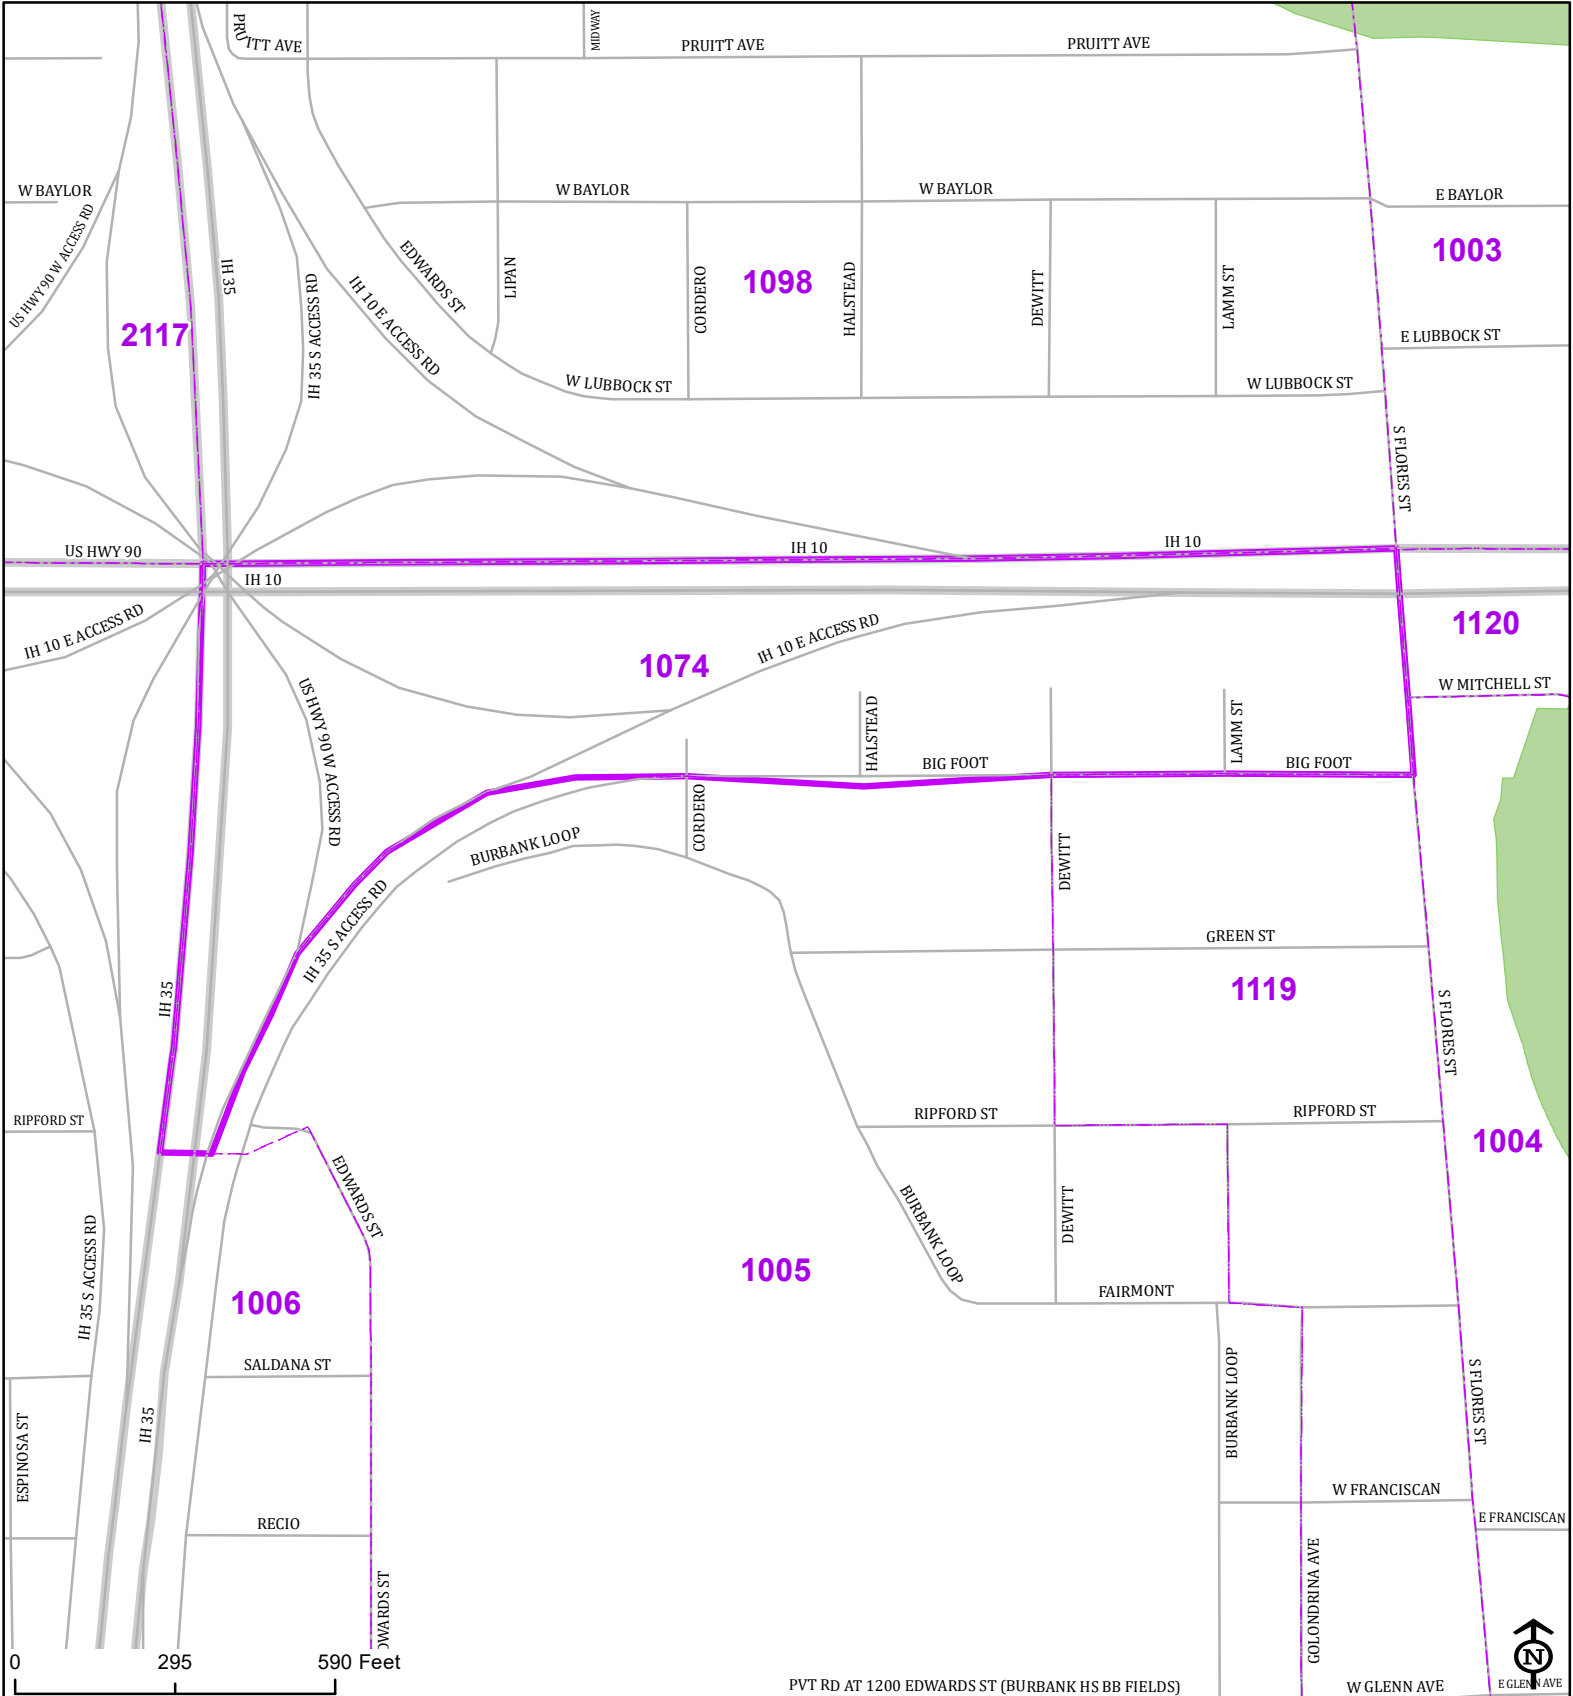 PRUITT AVE
MIDWAY
PRUITT AVE
PRUITT AVE
W BAYLOR
W BAYLOR
W BAYLOR
E BAYLOR
US HWY 90 W ACCESS RD
2117
IH 35
IH 35 S ACCESS RD
IH 10 E ACCESS RD
EDWARDS ST
LIPAN
CORDERO
1098
HALSTEAD
DEWITT
LAMM ST
1003
E LUBBOCK ST
W LUBBOCK ST
W LUBBOCK ST
S FLORES ST
US HWY 90
IH 10
IH 10
IH 10
IH 10 E ACCESS RD
1074
IH 10 E ACCESS RD
1120
W MITCHELL ST
US HWY 90 W ACCESS RD
HALSTEAD
LAMM ST
BIG FOOT
BIG FOOT
CORDERO
BURBANK LOOP
DEWITT
IH 35 S ACCESS RD
GREEN ST
IH 35
1119
S FLORES ST
RIPFORD ST
RIPFORD ST
RIPFORD ST
1004
EDWARDS ST
BURBANK LOOP
DEWITT
IH 35 S ACCESS RD
1005
1006
FAIRMONT
SALDANA ST
BURBANK LOOP
S FLORES ST
IH 35
ESPINOSA ST
W FRANCISCAN
E FRANCISCAN
RECIO
GOLONDRINA AVE
DWARDS ST
0 295 590 Feet
N
PVT RD AT 1200 EDWARDS ST (BURBANK HS BB FIELDS)
W GLENN AVE
E GLENN AVE